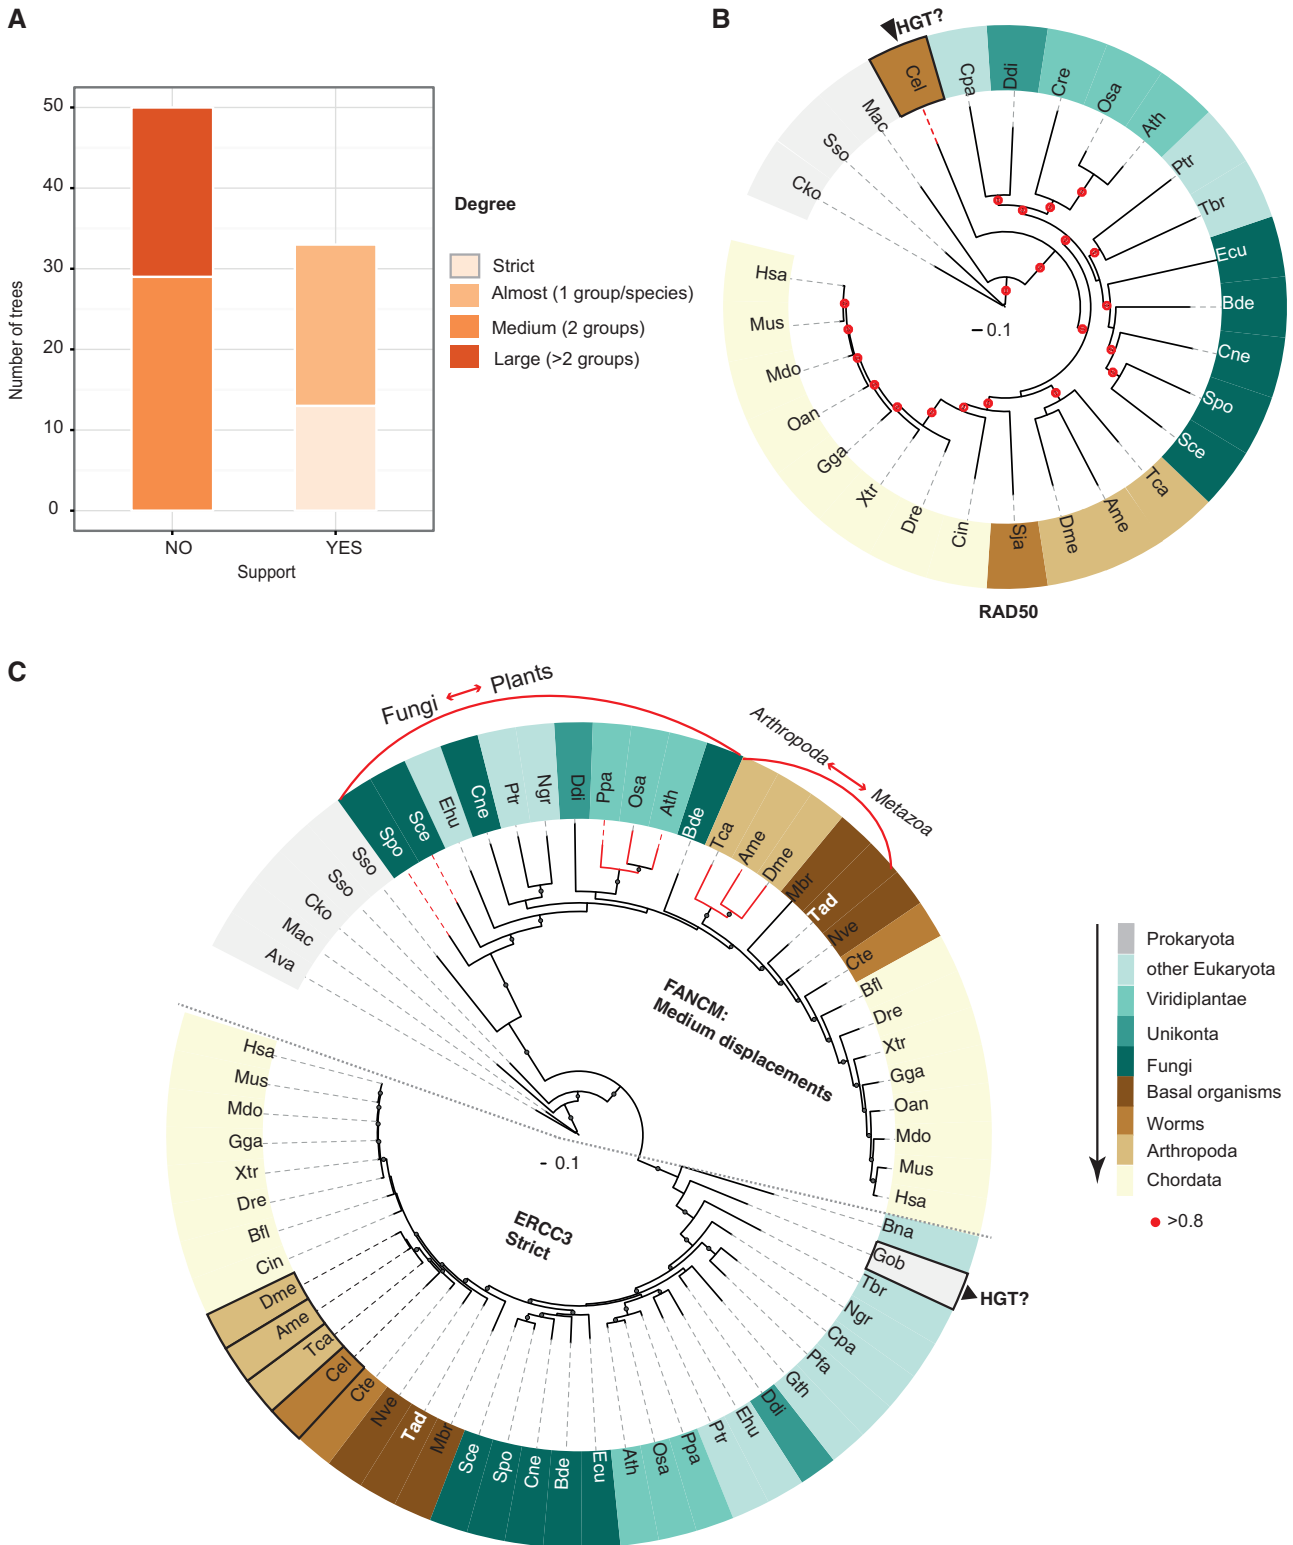 A
50
40
30
20
10
0
Number of trees
NO
YES
Support
Degree
Strict
Almost (1 group/species)
Medium (2 groups)
Large (>2 groups)
B
HGT?
Cel
Cpa
Ddi
Cre
Osa
Ath
Ptr
Tbr
Ecu
Bde
Cne
Spo
Sce
Tca
Ame
Dme
Sja
Cin
Dre
Xtr
Gga
Oan
Mdo
Mus
Hsa
Cko
Sso
Mac
0.1
RAD50
C
Fungi ↔ Plants
Arthropoda ↔ Metazoa
Ava
Mac
Cko
Sso
Sso
Spo
Sce
Ehu
Cne
Ptr
Ngr
Ddi
Ppa
Osa
Ath
Bde
Tca
Ame
Dme
Mbr
Tad
Nve
Cte
Bfl
Dre
Xtr
Gga
Oan
Mdo
Mus
Hsa
FANCM:
Medium displacements
- 0.1
ERCC3
Strict
Bna
Gob
HGT?
Tbr
Ngr
Cpa
Pfa
Gth
Ddi
Ehu
Ptr
Ppa
Osa
Ath
Ecu
Bde
Cne
Spo
Sce
Mbr
Tad
Nve
Cte
Cel
Tca
Ame
Dme
Cin
Bfl
Dre
Xtr
Gga
Mdo
Mus
Hsa
Prokaryota
other Eukaryota
Viridiplantae
Unikonta
Fungi
Basal organisms
Worms
Arthropoda
Chordata
>0.8